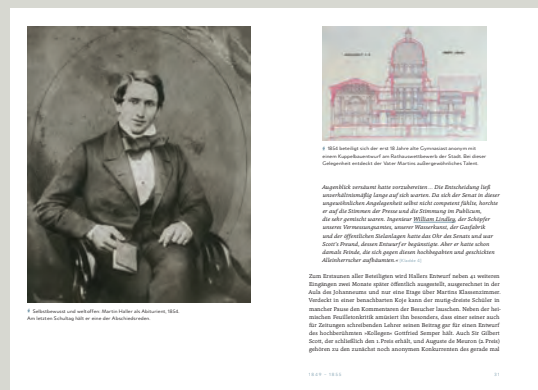 Selbstbewusst und weltoffen: Martin Haller als Abiturient, 1854.
Am letzten Schultag hält er eine der Abschiedsreden.
1854 beteiligt sich der erst 18 Jahre alte Gymnasiast anonym mit
einem Kuppelbauentwurf am Rathauswettbewerb der Stadt. Bei dieser
Gelegenheit entdeckt der Vater Martins außergewöhnliches Talent.
Augenblick versäumt hatte vorzubereiten ... Die Entscheidung ließ
unverhältnismäßig lange auf sich warten. Da sich der Senat in dieser
ungewöhnlichen Angelegenheit selbst nicht competent fühlte, horchte
er auf die Stimmen der Presse und die Stimmung im Publicum,
die sehr gemischt waren. Ingenieur William Lindley, der Schöpfer
unseres Vermessungsamtes, unserer Wasserkunst, der Gasfabrik
und der öffentlichen Sielanlagen hatte das Ohr des Senats und war
Scott's Freund, dessen Entwurf er begünstigte. Aber er hatte schon
damals Feinde, die sich gegen diesen hochbegabten und geschickten
Alleinherrscher aufbäumten.«
Zum Erstaunen aller Beteiligten wird Hallers Entwurf neben 41 weiteren
Eingängen zwei Monate später öffentlich ausgestellt, ausgerechnet in der
Aula des Johanneums und nur eine Etage über Martins Klassenzimmer.
Verdeckt in einer benachbarten Koje kann der mutig-dreiste Schüler in
mancher Pause den Kommentaren der Besucher lauschen. Neben der hei-
mischen Feuilletonkritik amüsiert ihn besonders, dass einer seiner auch
für Zeitungen schreibenden Lehrer seinen Beitrag gar für einen Entwurf
des hochberühmten »Kollegen« Gottfried Semper hält. Auch Sir Gilbert
Scott, der schließlich den 1. Preis erhält, und Auguste de Meuron (2. Preis)
gehören zu den zunächst noch anonymen Konkurrenten des gerade mal
31